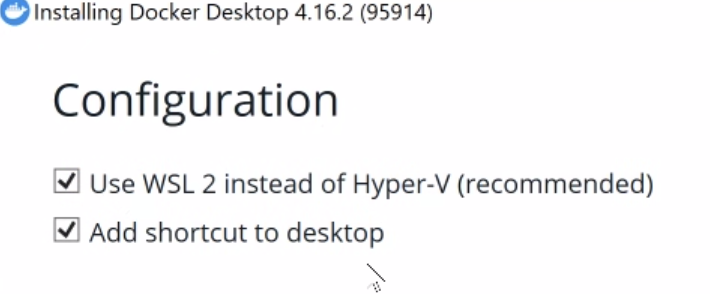 Installing Docker Desktop 4.16.2 (95914)
Configuration
Use WSL 2 instead of Hyper-V (recommended)
Add shortcut to desktop